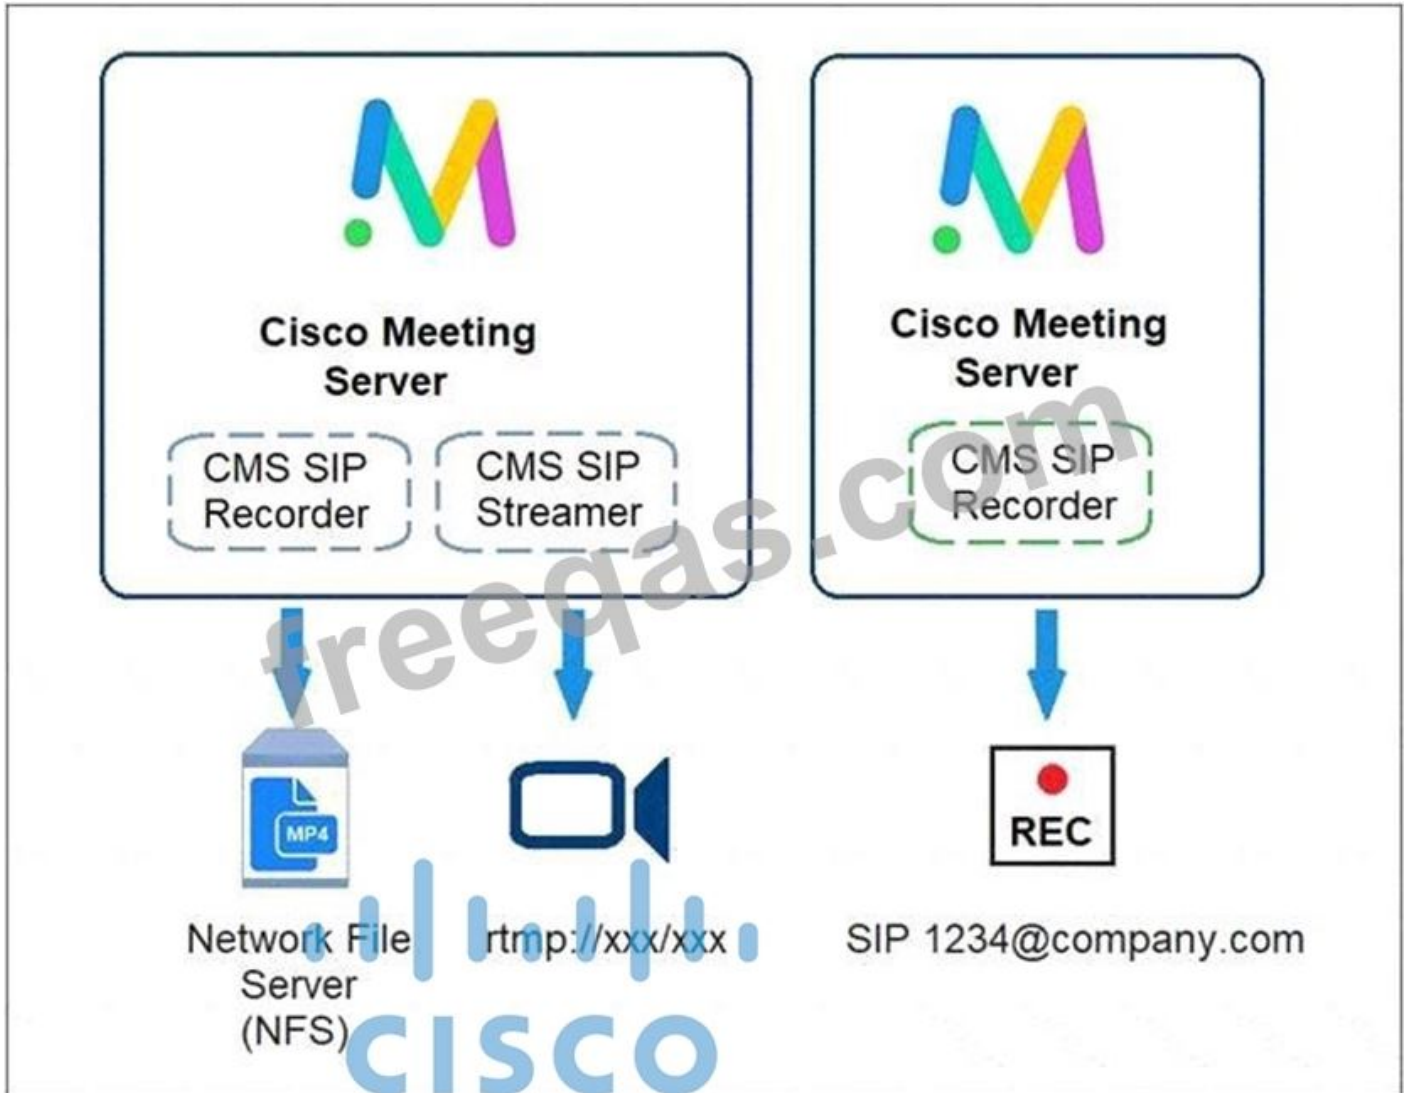 Cisco Meeting
Server
CMS SIP
Recorder
CMS SIP
Streamer
Cisco Meeting
Server
CMS SIP
Recorder
freeqas.com
MP4
REC
Network File
Server
(NFS)
rtmp://xxx/xxx
SIP 1234@company.com
CISCO